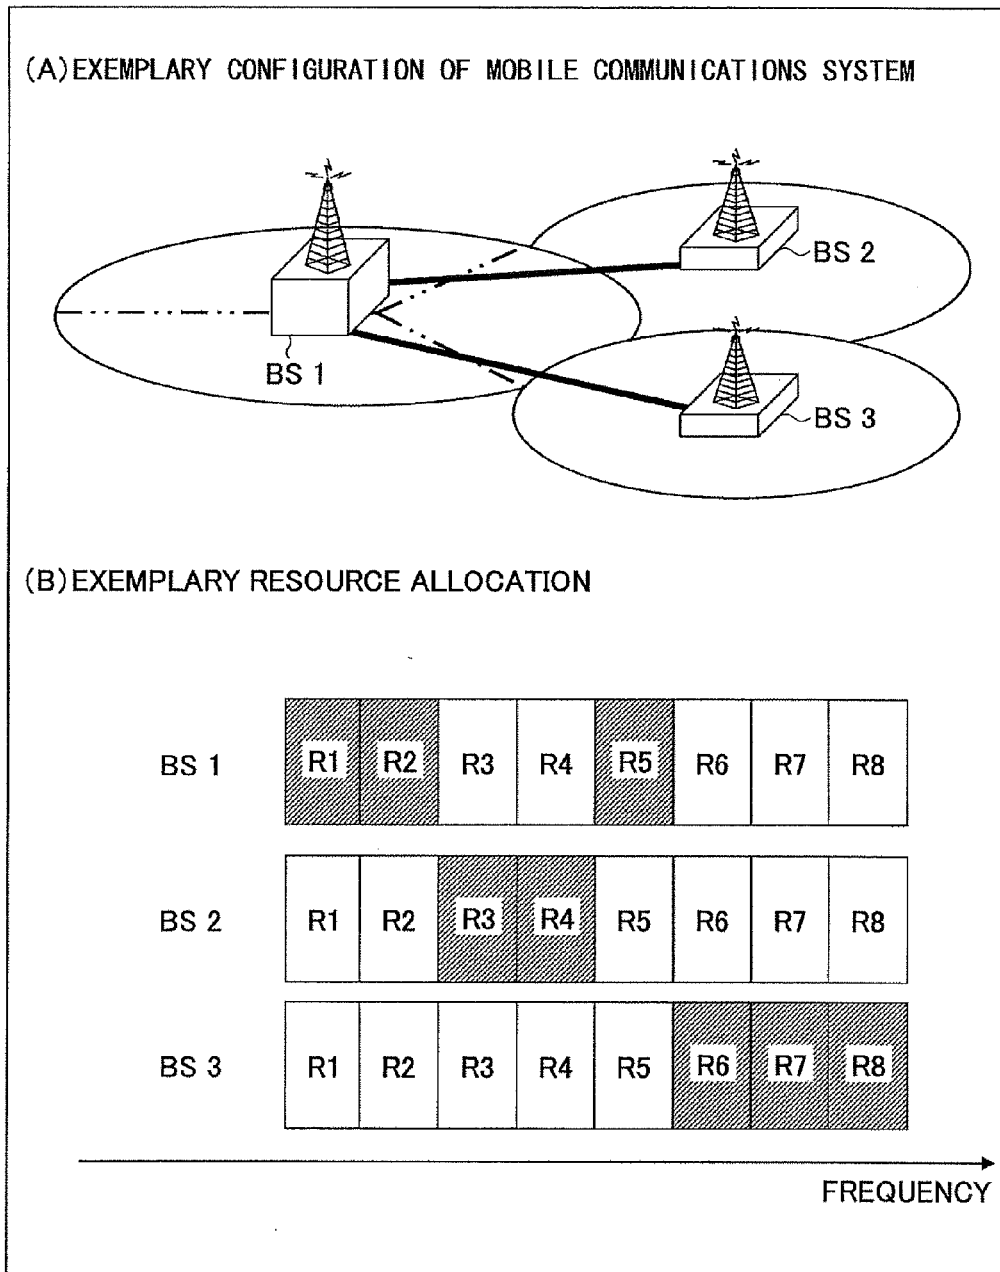 (A) EXEMPLARY CONFIGURATION OF MOBILE COMMUNICATIONS SYSTEM
BS 2
BS 1
BS 3
(B) EXEMPLARY RESOURCE ALLOCATION
BS 1 R1 R2 R3 R4 R5 R6 R7 R8
BS 2 R1 R2 R3 R4 R5 R6 R7 R8
BS 3 R1 R2 R3 R4 R5 R6 R7 R8
FREQUENCY